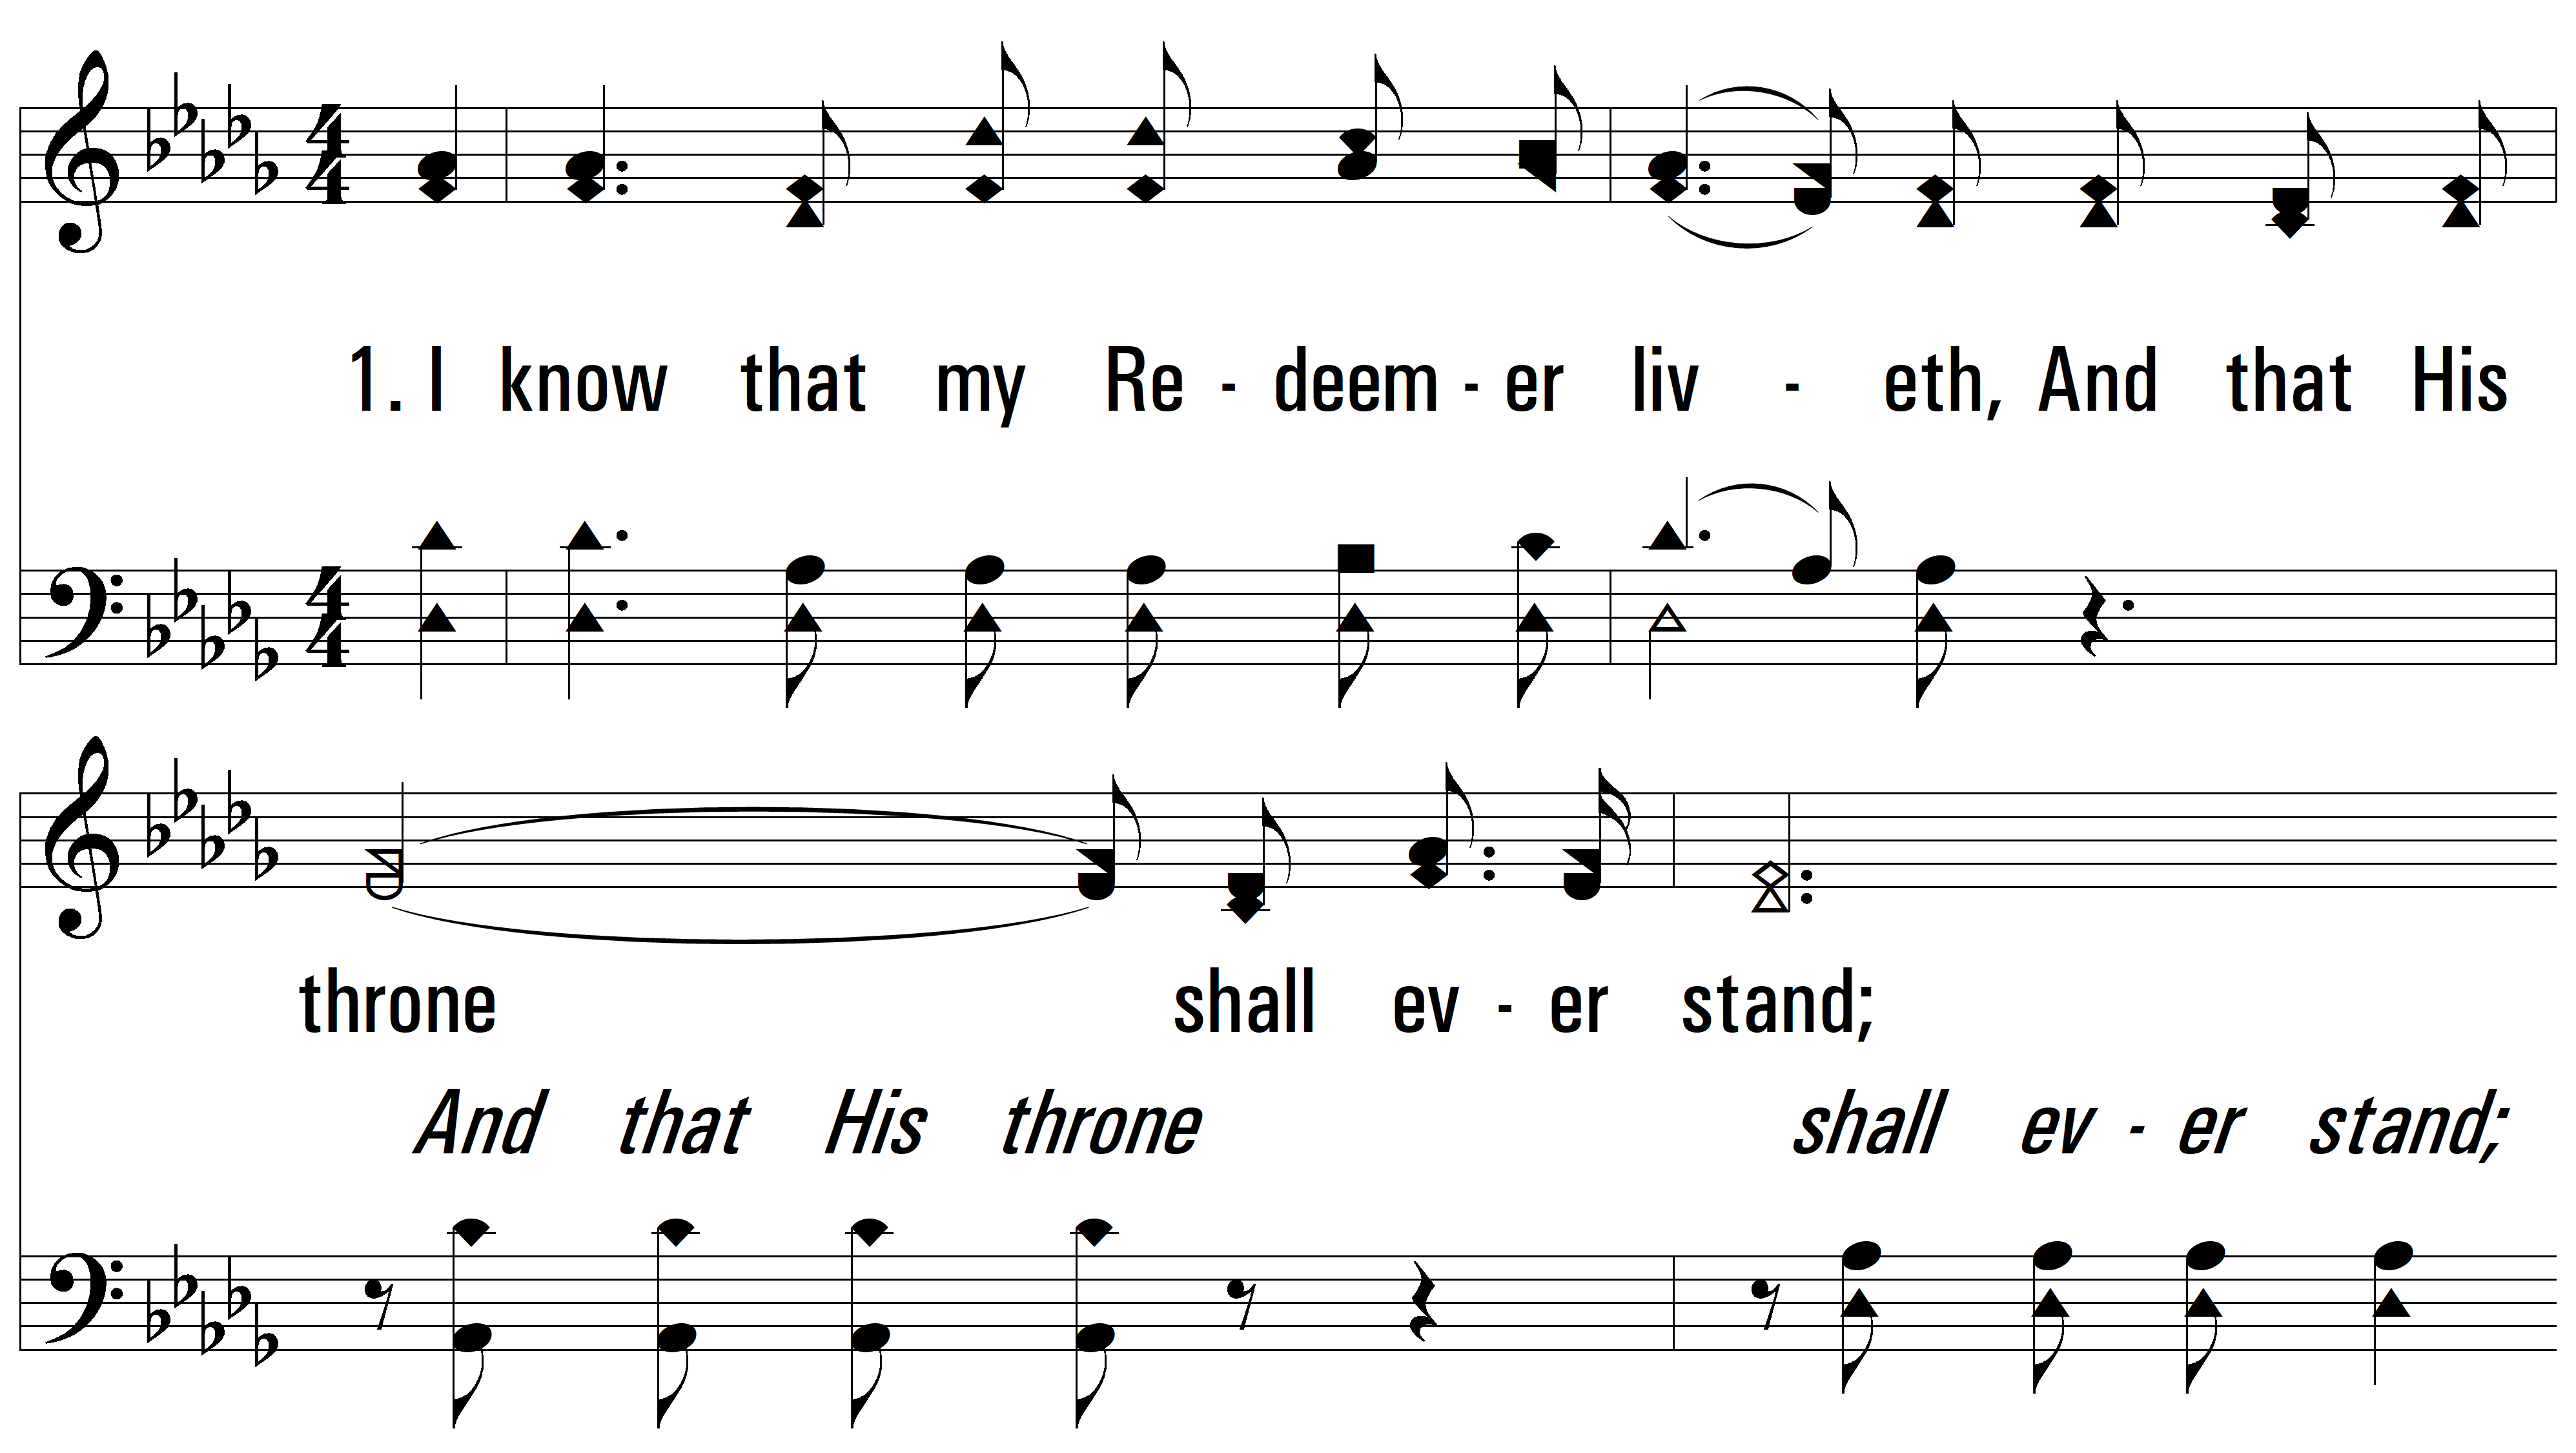 1. I know that my Re - deem - er liv - eth, And that His
throne shall ev - er stand;
And that His throne shall ev - er stand;